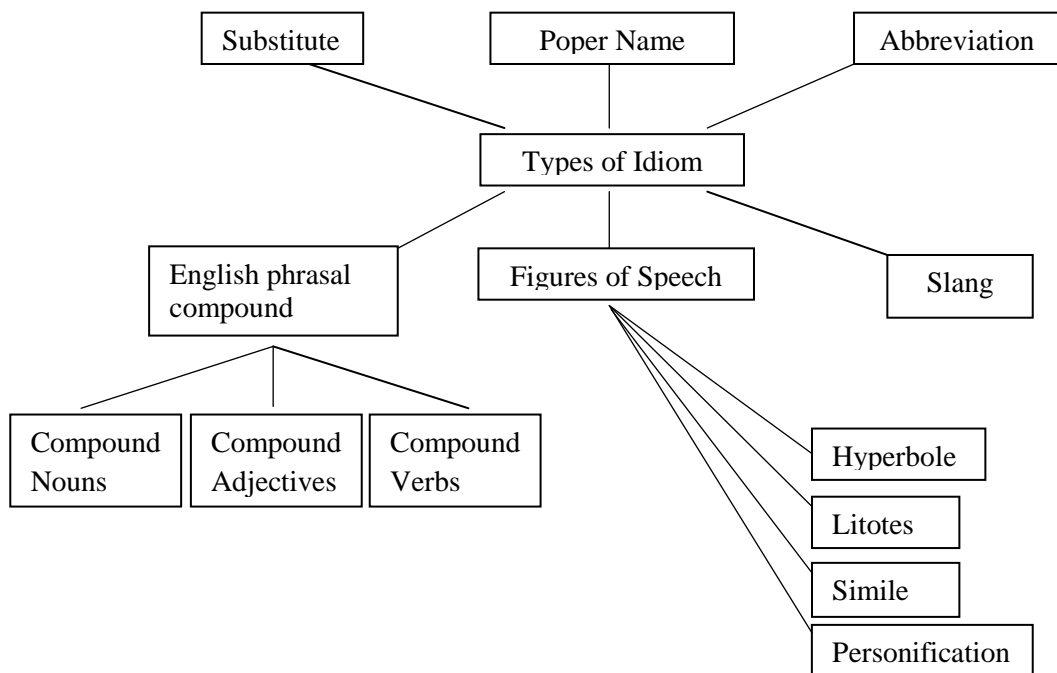 Substitute
Poper Name
Abbreviation
Types of Idiom
English phrasal
compound
Figures of Speech
Slang
Compound
Nouns
Compound
Adjectives
Compound
Verbs
Hyperbole
Litotes
Simile
Personification